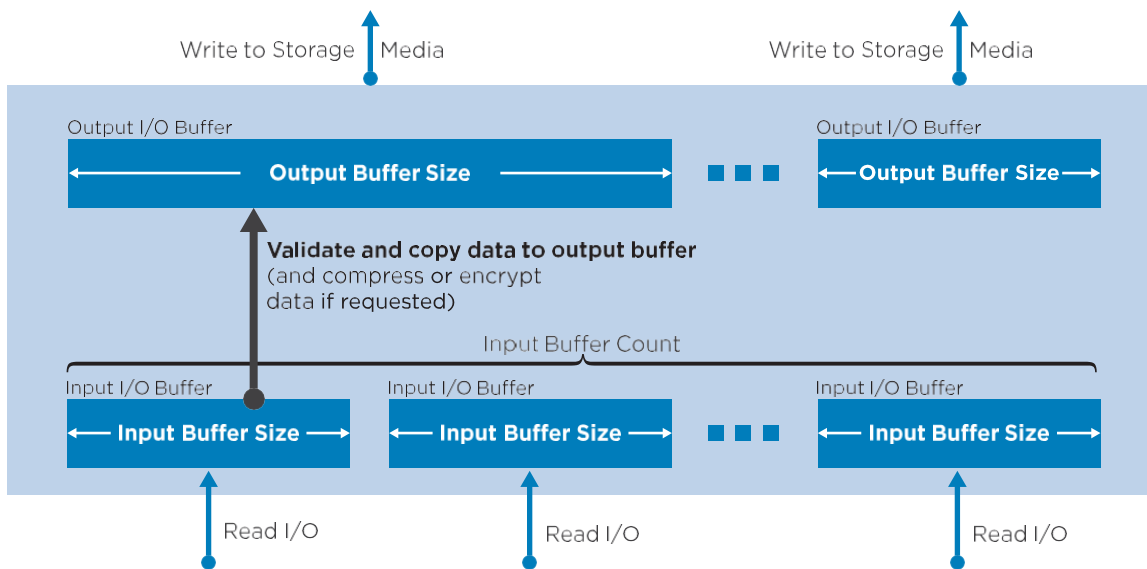 Write to Storage Media
Write to Storage Media
Output I/O Buffer
Output I/O Buffer
Output Buffer Size
Output Buffer Size
Validate and copy data to output buffer
(and compress or encrypt
data if requested)
Input Buffer Count
Input I/O Buffer
Input I/O Buffer
Input I/O Buffer
Input Buffer Size
Input Buffer Size
Input Buffer Size
Read I/O
Read I/O
Read I/O